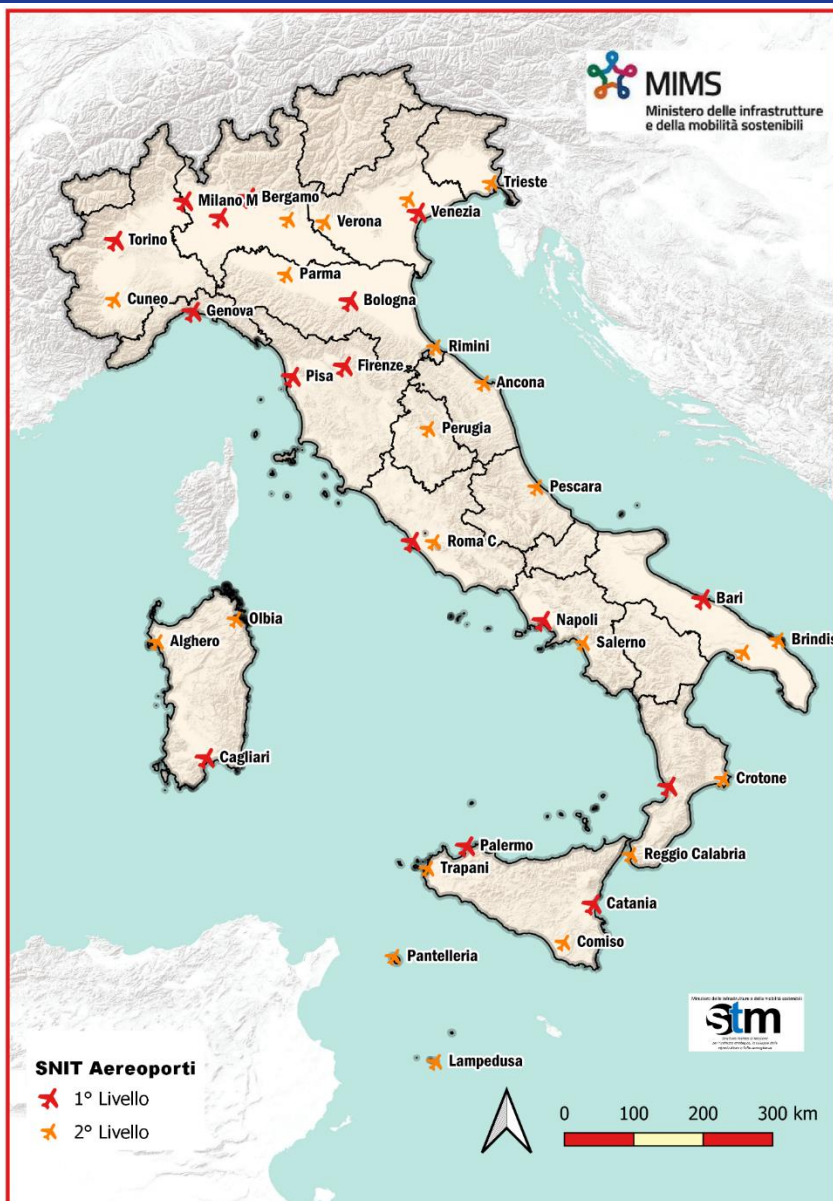 MIMS
Ministero delle infrastrutture
e della mobilità sostenibili
Trieste
Milano M
Bergamo
Verona
Venezia
Torino
Parma
Cuneo
Genova
Bologna
Rimini
Firenze
Pisa
Ancona
Perugia
Pescara
Roma C
Bari
Olbia
Napoli
Alghero
Salerno
Brindis
Cagliari
Crotone
Palermo
Reggio Calabria
Trapani
Catania
Comiso
Pantelleria
stm
Lampedusa
SNIT Aereoporti
1° Livello
2° Livello
0 100 200 300 km